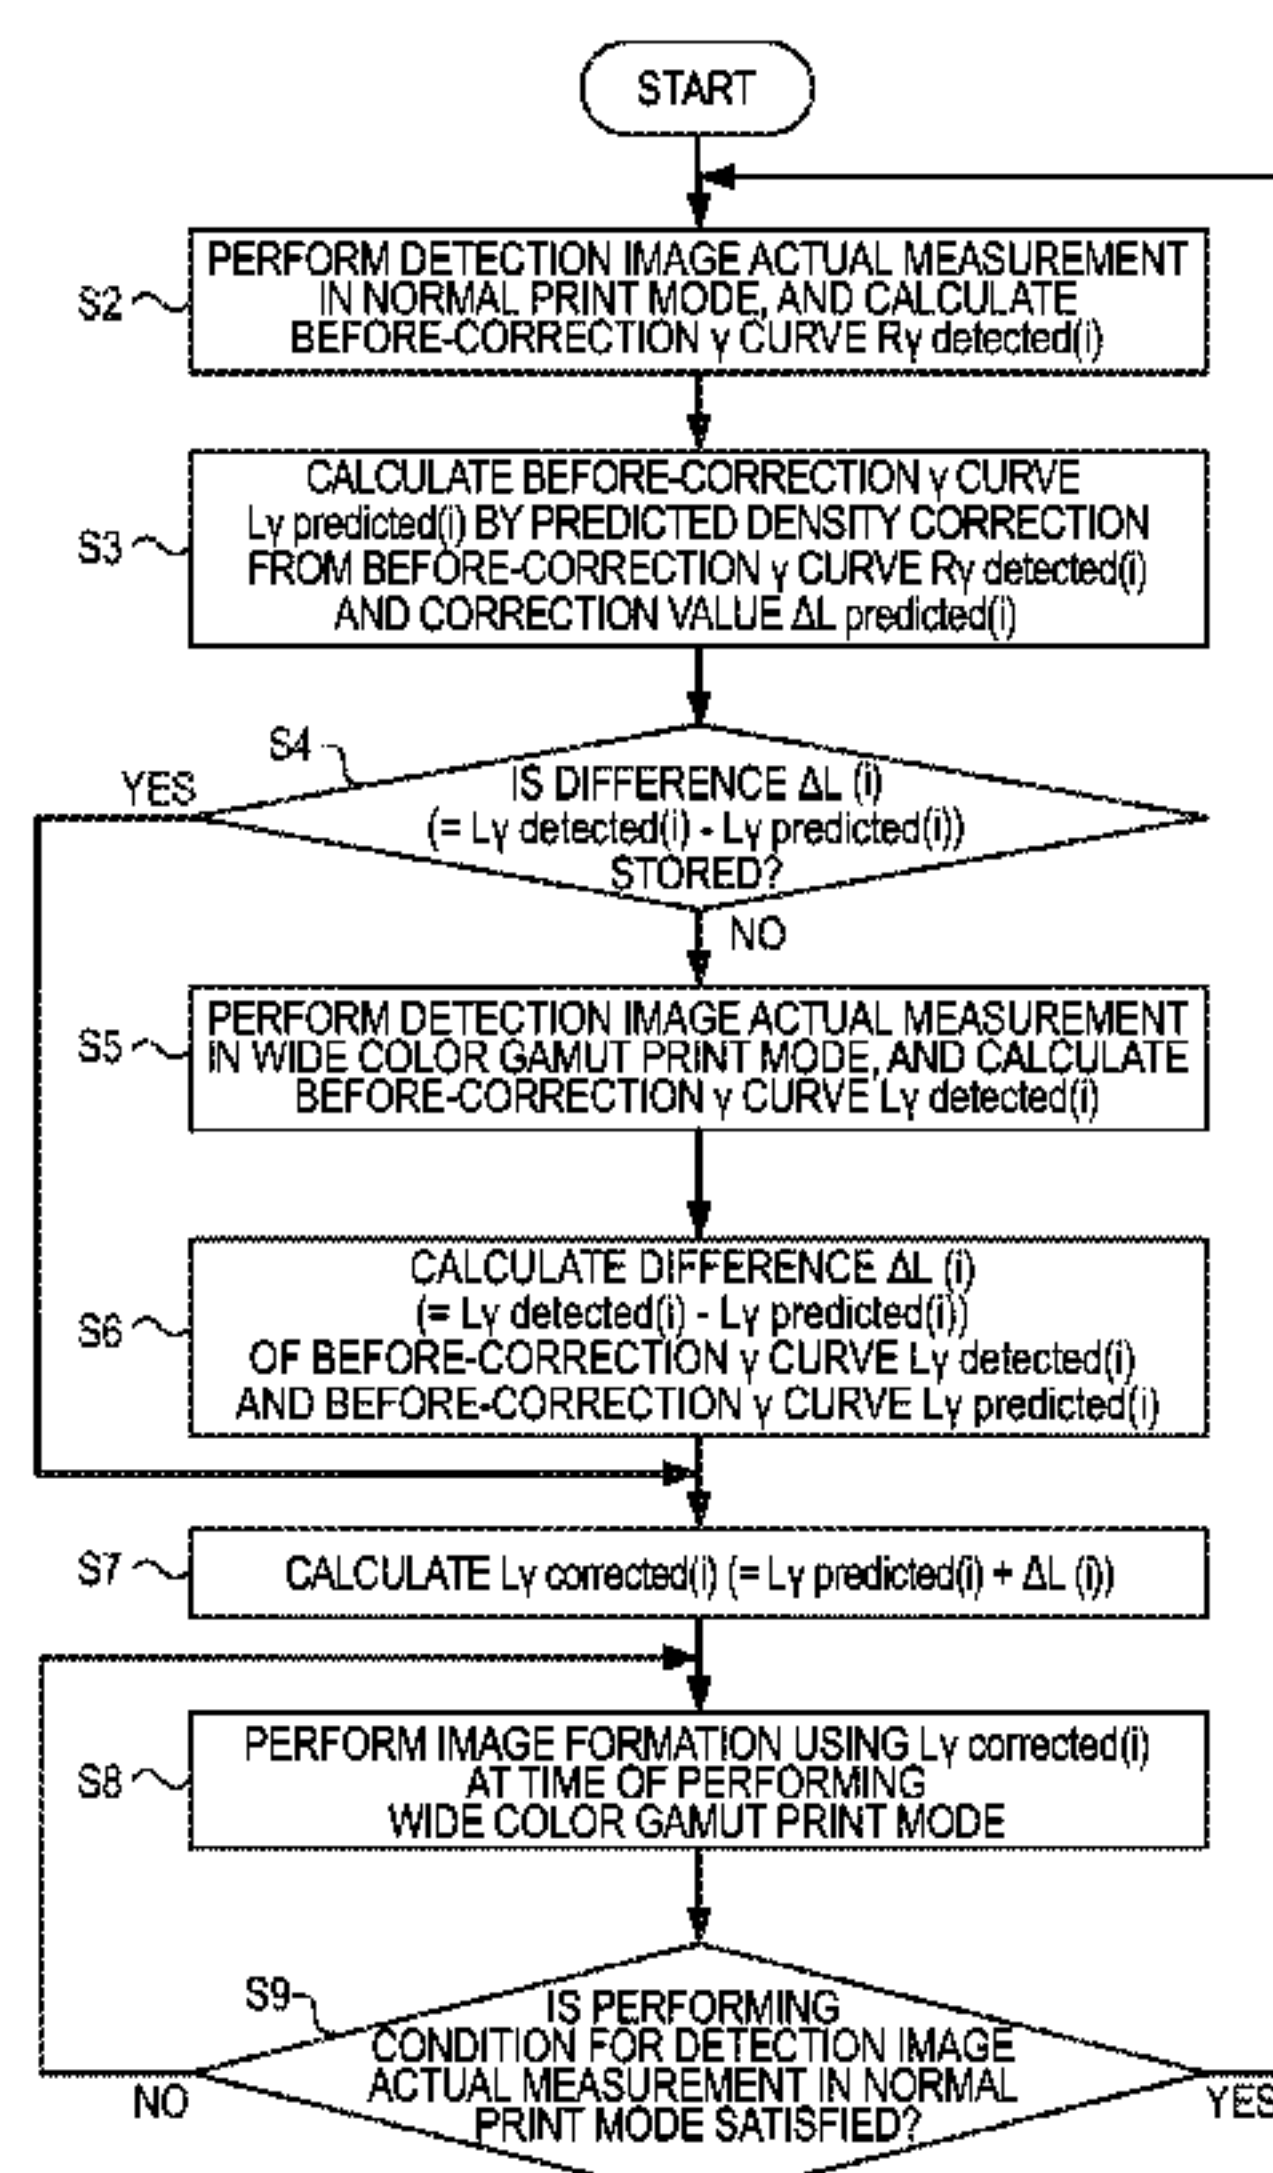 START
S2
PERFORM DETECTION IMAGE ACTUAL MEASUREMENT
IN NORMAL PRINT MODE, AND CALCULATE
BEFORE-CORRECTION γ CURVE Rγ detected(i)
S3
CALCULATE BEFORE-CORRECTION γ CURVE
Lγ predicted(i) BY PREDICTED DENSITY CORRECTION
FROM BEFORE-CORRECTION γ CURVE Rγ detected(i)
AND CORRECTION VALUE ΔL predicted(i)
S4
YES
IS DIFFERENCE ΔL (i)
(= Lγ detected(i) - Lγ predicted(i))
STORED?
NO
S5
PERFORM DETECTION IMAGE ACTUAL MEASUREMENT
IN WIDE COLOR GAMUT PRINT MODE, AND CALCULATE
BEFORE-CORRECTION γ CURVE Lγ detected(i)
S6
CALCULATE DIFFERENCE ΔL (i)
(= Lγ detected(i) - Lγ predicted(i))
OF BEFORE-CORRECTION γ CURVE Lγ detected(i)
AND BEFORE-CORRECTION γ CURVE Lγ predicted(i)
S7
CALCULATE Lγ corrected(i) (= Lγ predicted(i) + ΔL (i))
S8
PERFORM IMAGE FORMATION USING Lγ corrected(i)
AT TIME OF PERFORMING
WIDE COLOR GAMUT PRINT MODE
S9
IS PERFORMING
CONDITION FOR DETECTION IMAGE
ACTUAL MEASUREMENT IN NORMAL
PRINT MODE SATISFIED?
NO
YES